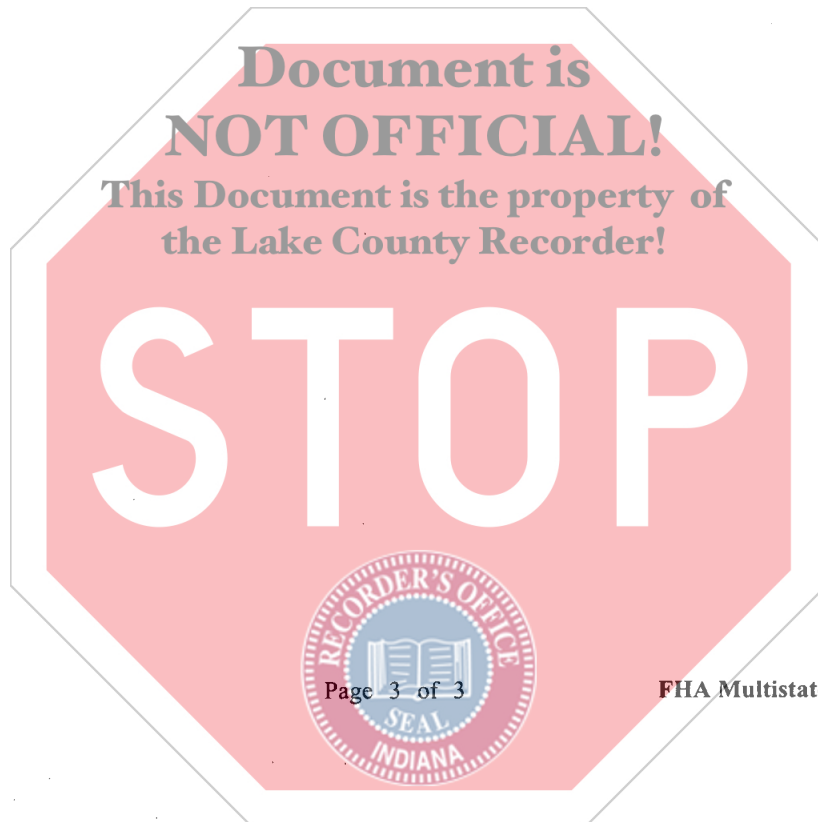 Document is
NOT OFFICIAL!
This Document is the property of
the Lake County Recorder!
STOP
RECORDER'S OFFICE
Page 3 of 3
FHA Multistat
SEAL
INDIANA